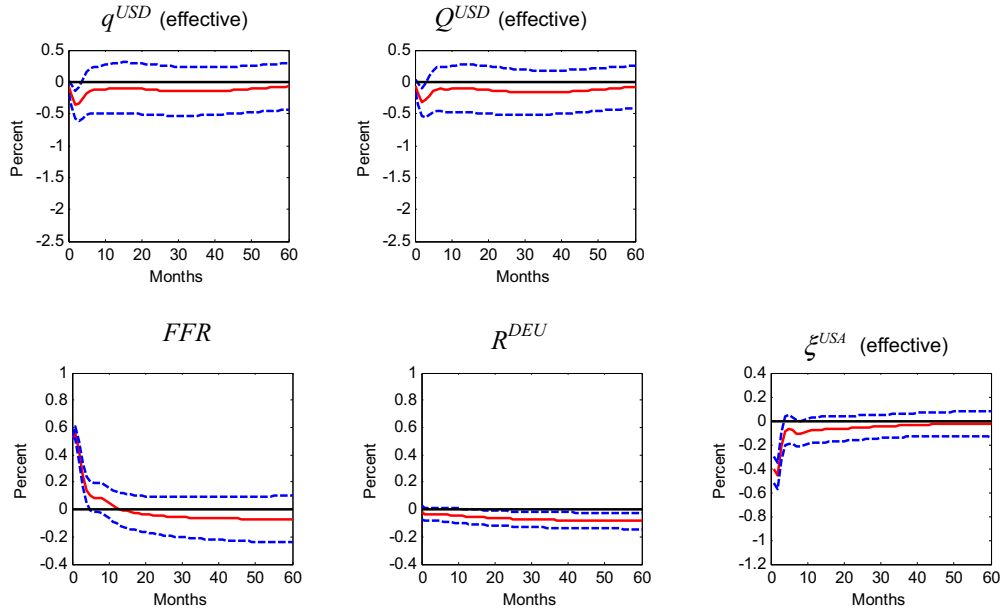 q^USD (effective)
Q^USD (effective)
0.5
0
-0.5
-1
-1.5
-2
-2.5
Percent
0 10 20 30 40 50 60
Months
0.5
0
-0.5
-1
-1.5
-2
-2.5
Percent
0 10 20 30 40 50 60
Months
FFR
R^DEU
ξ^USA (effective)
1
0.8
0.6
0.4
0.2
0
-0.2
-0.4
Percent
0 10 20 30 40 50 60
Months
1
0.8
0.6
0.4
0.2
0
-0.2
-0.4
Percent
0 10 20 30 40 50 60
Months
0.4
0.2
0
-0.2
-0.4
-0.6
-0.8
-1
-1.2
Percent
0 10 20 30 40 50 60
Months